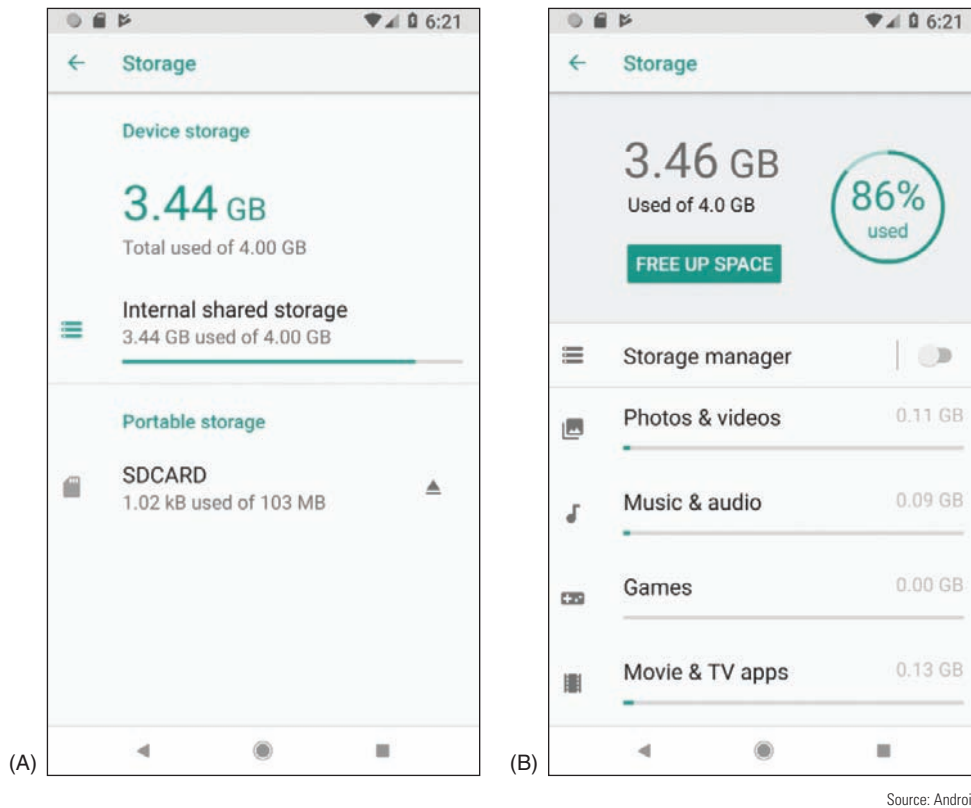 6:21
Storage
Device storage
3.44 GB
Total used of 4.00 GB
Internal shared storage
3.44 GB used of 4.00 GB
Portable storage
SDCARD
1.02 kB used of 103 MB
(A)
6:21
Storage
3.46 GB
Used of 4.0 GB
86%
used
FREE UP SPACE
Storage manager
Photos & videos 0.11 GB
Music & audio 0.09 GB
Games 0.00 GB
Movie & TV apps 0.13 GB
(B)
Source: Androi